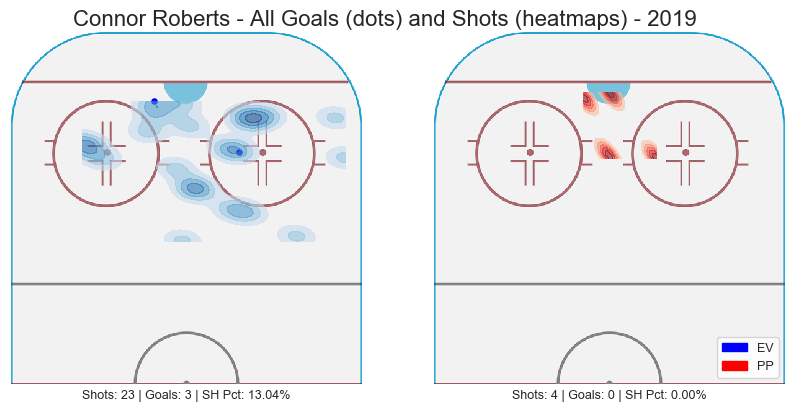 Connor Roberts - All Goals (dots) and Shots (heatmaps) - 2019
EV
PP
Shots: 23 | Goals: 3 | SH Pct: 13.04%
Shots: 4 | Goals: 0 | SH Pct: 0.00%